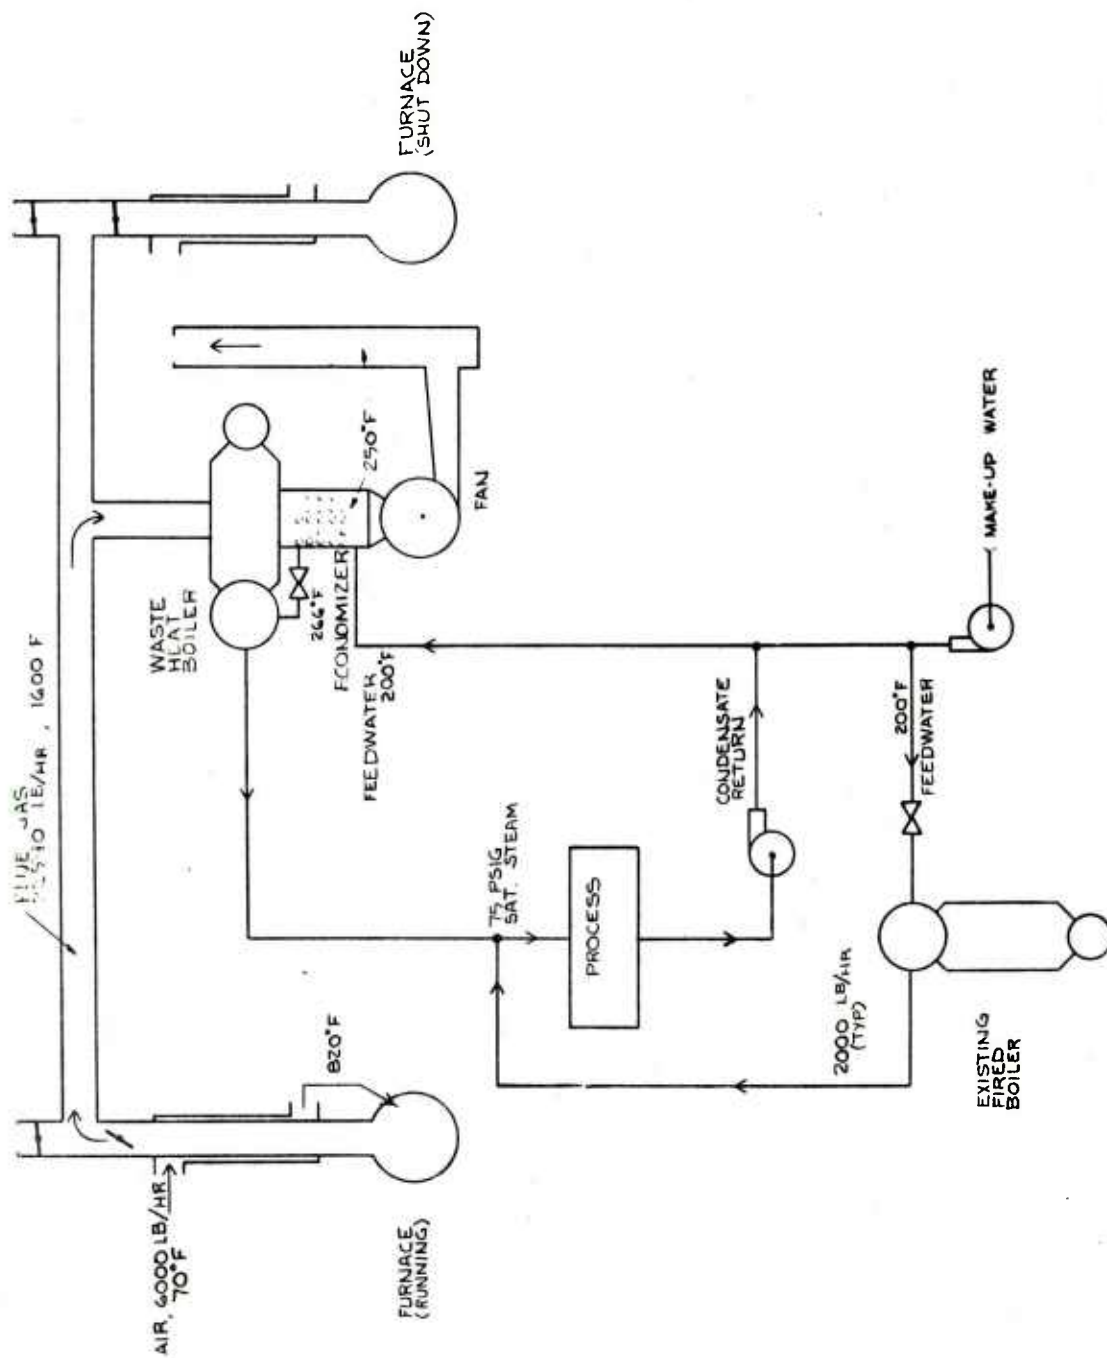 AIR, 6000 LB/HR
70°F
1600 F
FURNACE
(RUNNING)
820°F
WASTE
HEAT
BOILER
266°F
ECONOMIZER
250°F
FAN
FURNACE
(SHUT DOWN)
FEEDWATER
200°F
75 PSIG
SAT. STEAM
PROCESS
CONDENSATE
RETURN
2000 LB/HR
(TYP)
200°F
FEEDWATER
EXISTING
FIRED
BOILER
MAKE-UP WATER